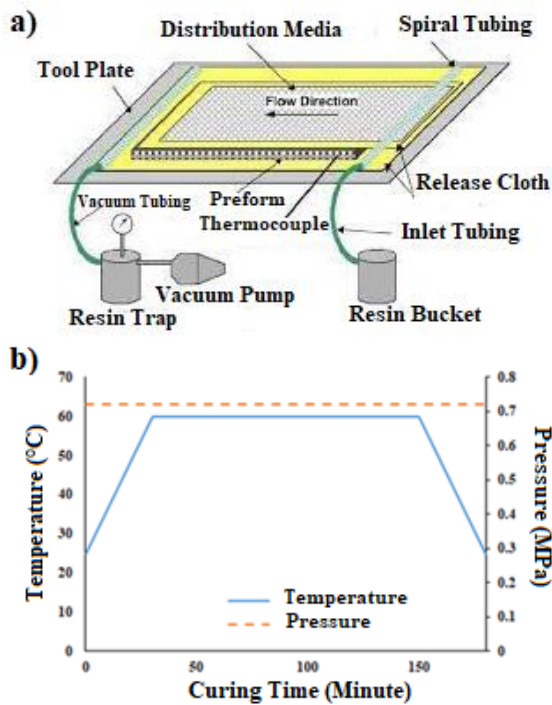 a)
Distribution Media
Spiral Tubing
Tool Plate
Flow Direction
Release Cloth
Preform
Vacuum Tubing
Thermocouple
Inlet Tubing
Vacuum Pump
Resin Trap
Resin Bucket
b)
70
60
50
40
30
20
10
0
Temperature (°C)
0.8
0.7
0.6
0.5
0.4
0.3
0.2
0.1
0
Pressure (MPa)
Temperature
Pressure
0
50
100
150
Curing Time (Minute)